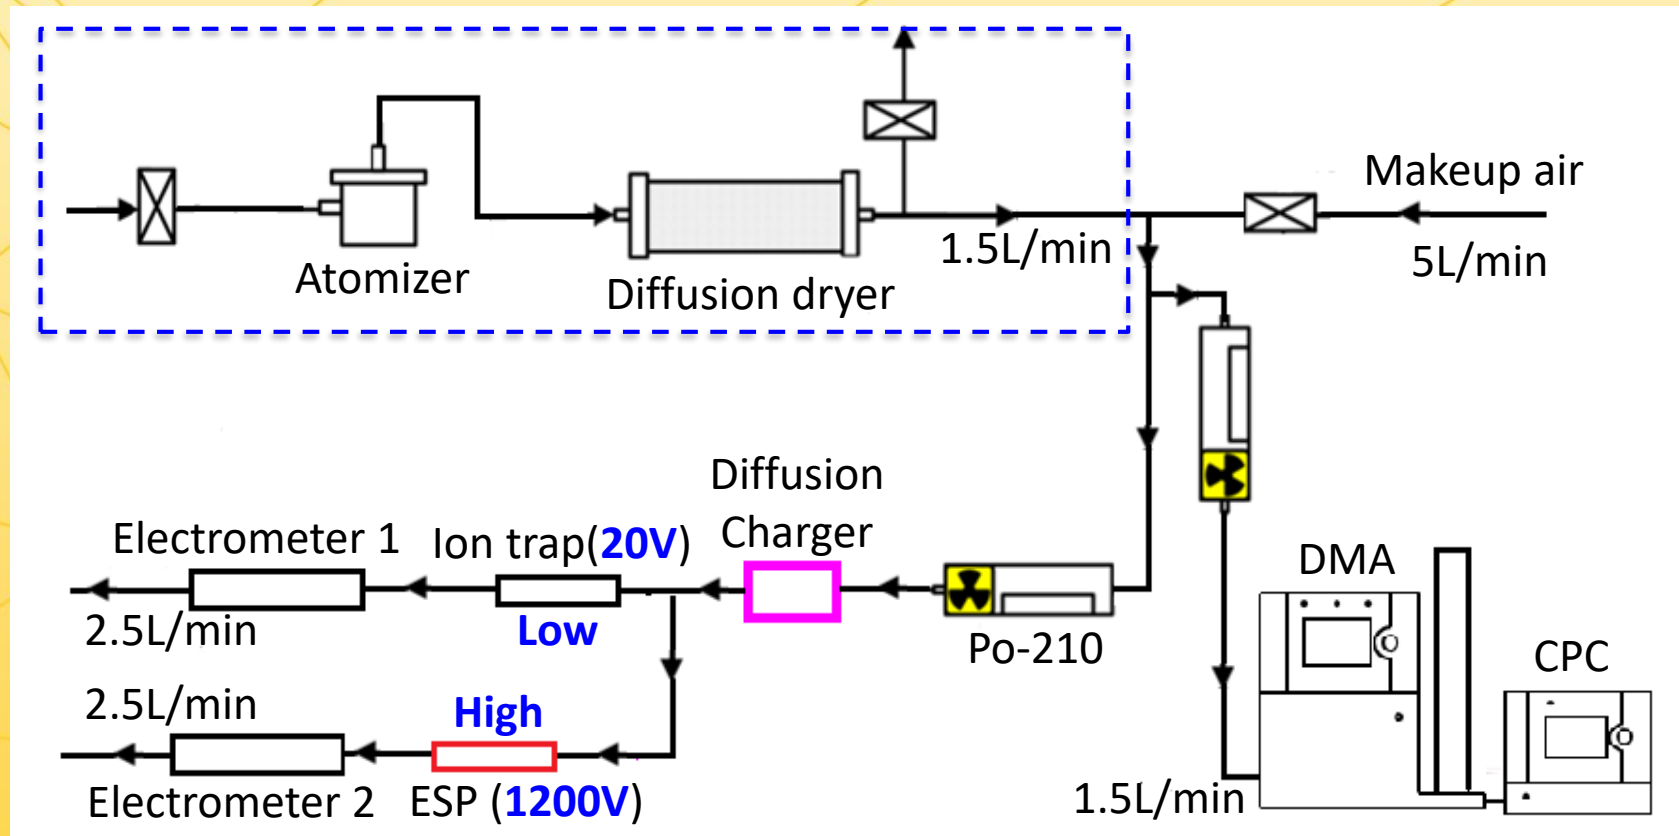 Makeup air
1.5L/min
5L/min
Atomizer
Diffusion dryer
Diffusion
Charger
Electrometer 1
Ion trap(20V)
DMA
2.5L/min
Low
Po-210
CPC
2.5L/min
High
Electrometer 2
ESP (1200V)
1.5L/min